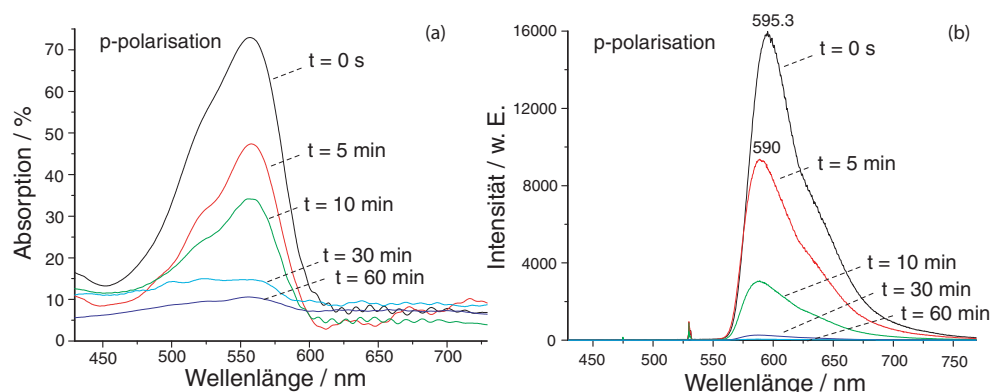 p-polarisation
(a)
t = 0 s
t = 5 min
t = 10 min
t = 30 min
t = 60 min
Absorption / %
70
60
50
40
30
20
10
0
450
500
550
600
650
700
Wellenlänge / nm
p-polarisation
595.3
(b)
t = 0 s
590
t = 5 min
t = 10 min
t = 30 min
t = 60 min
Intensität / w. E.
16000
12000
8000
4000
0
450
500
550
600
650
700
750
Wellenlänge / nm